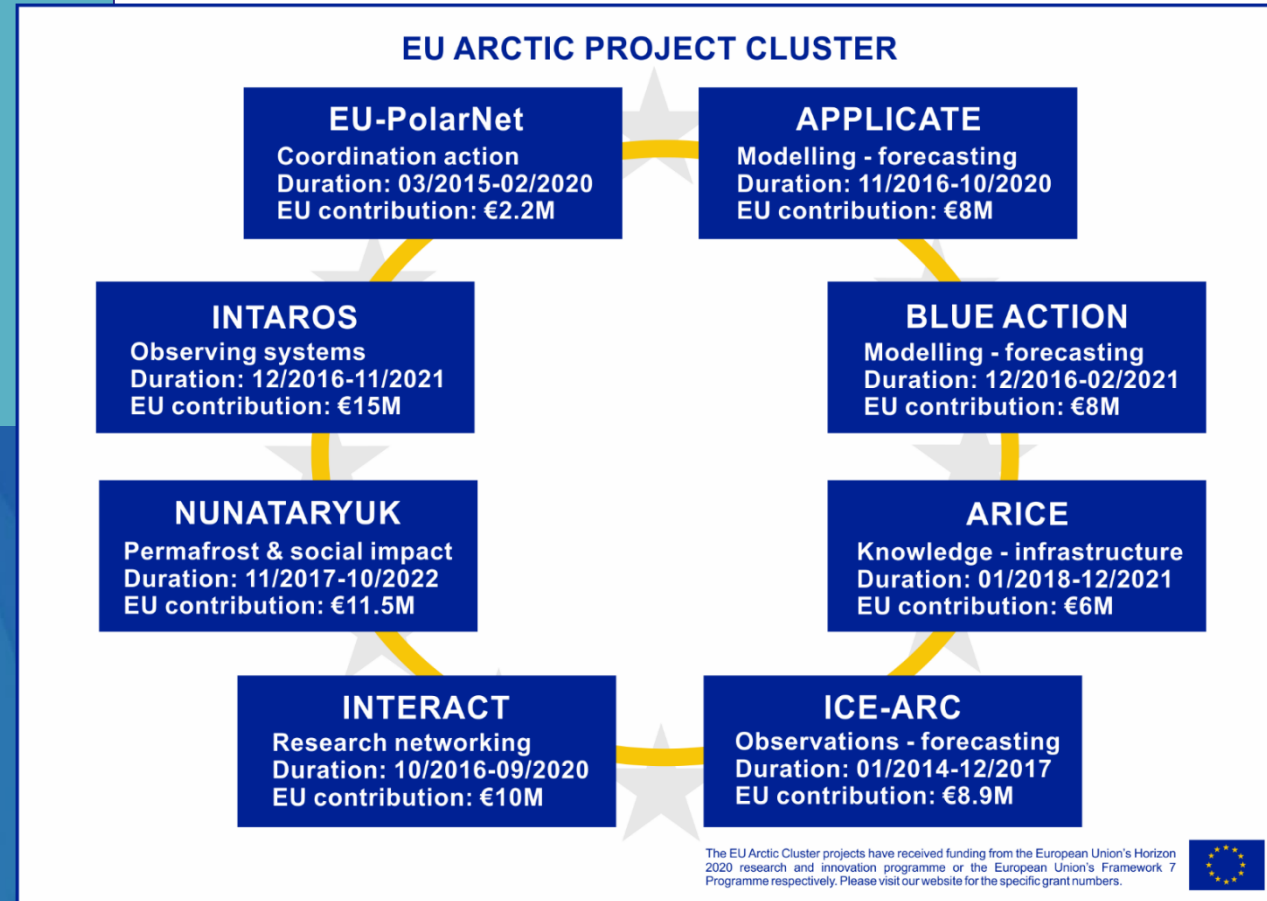 EU ARCTIC PROJECT CLUSTER
EU-PolarNet
Coordination action
Duration: 03/2015-02/2020
EU contribution: €2.2M
APPLICATE
Modelling - forecasting
Duration: 11/2016-10/2020
EU contribution: €8M
INTAROS
Observing systems
Duration: 12/2016-11/2021
EU contribution: €15M
BLUE ACTION
Modelling - forecasting
Duration: 12/2016-02/2021
EU contribution: €8M
NUNATARYUK
Permafrost & social impact
Duration: 11/2017-10/2022
EU contribution: €11.5M
ARICE
Knowledge - infrastructure
Duration: 01/2018-12/2021
EU contribution: €6M
INTERACT
Research networking
Duration: 10/2016-09/2020
EU contribution: €10M
ICE-ARC
Observations - forecasting
Duration: 01/2014-12/2017
EU contribution: €8.9M
The EU Arctic Cluster projects have received funding from the European Union's Horizon
2020 research and innovation programme or the European Union's Framework 7
Programme respectively. Please visit our website for the specific grant numbers.